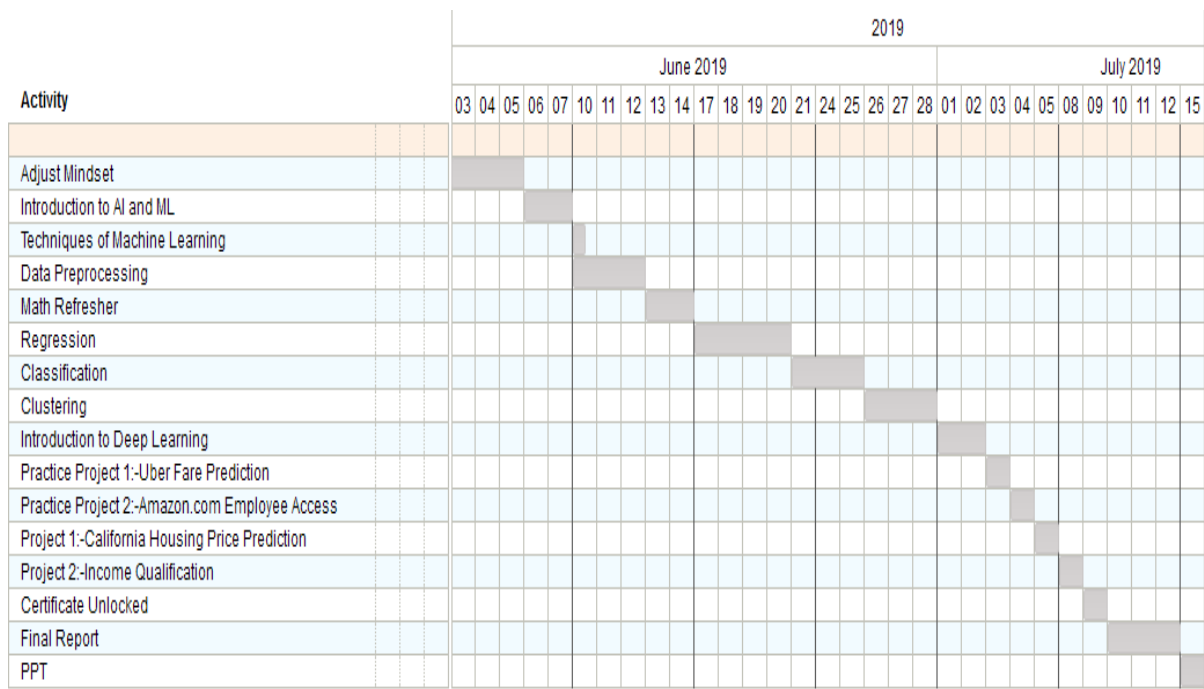 2019
June 2019 July 2019
Activity 03 04 05 06 07 10 11 12 13 14 17 18 19 20 21 24 25 26 27 28 01 02 03 04 05 08 09 10 11 12 15
Adjust Mindset
Introduction to AI and ML
Techniques of Machine Learning
Data Preprocessing
Math Refresher
Regression
Classification
Clustering
Introduction to Deep Learning
Practice Project 1:-Uber Fare Prediction
Practice Project 2:-Amazon.com Employee Access
Project 1:-California Housing Price Prediction
Project 2:-Income Qualification
Certificate Unlocked
Final Report
PPT